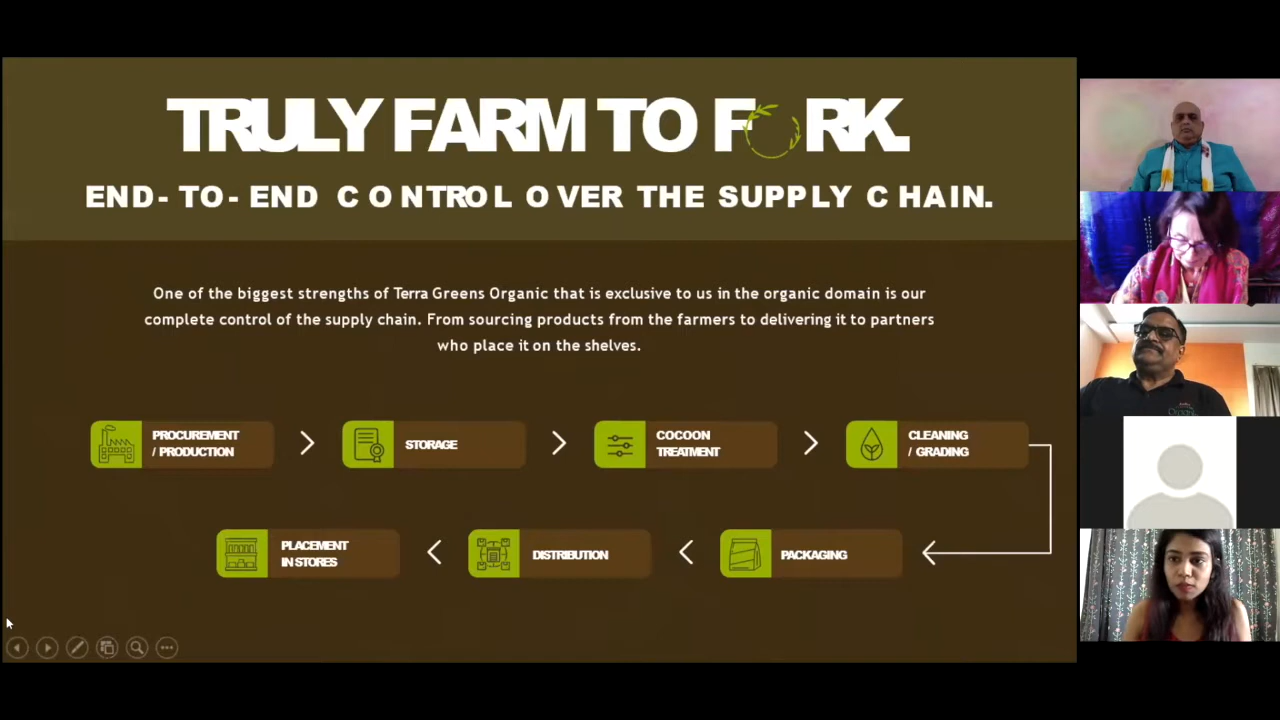 TRULY FARM TO FORK.
END-TO-END CONTROL OVER THE SUPPLY CHAIN.
One of the biggest strengths of Terra Greens Organic that is exclusive to us in the organic domain is our
complete control of the supply chain. From sourcing products from the farmers to delivering it to partners
who place it on the shelves.
PROCUREMENT
/ PRODUCTION
STORAGE
COCOON
TREATMENT
CLEANING
/ GRADING
PACKAGING
DISTRIBUTION
PLACEMENT
IN STORES